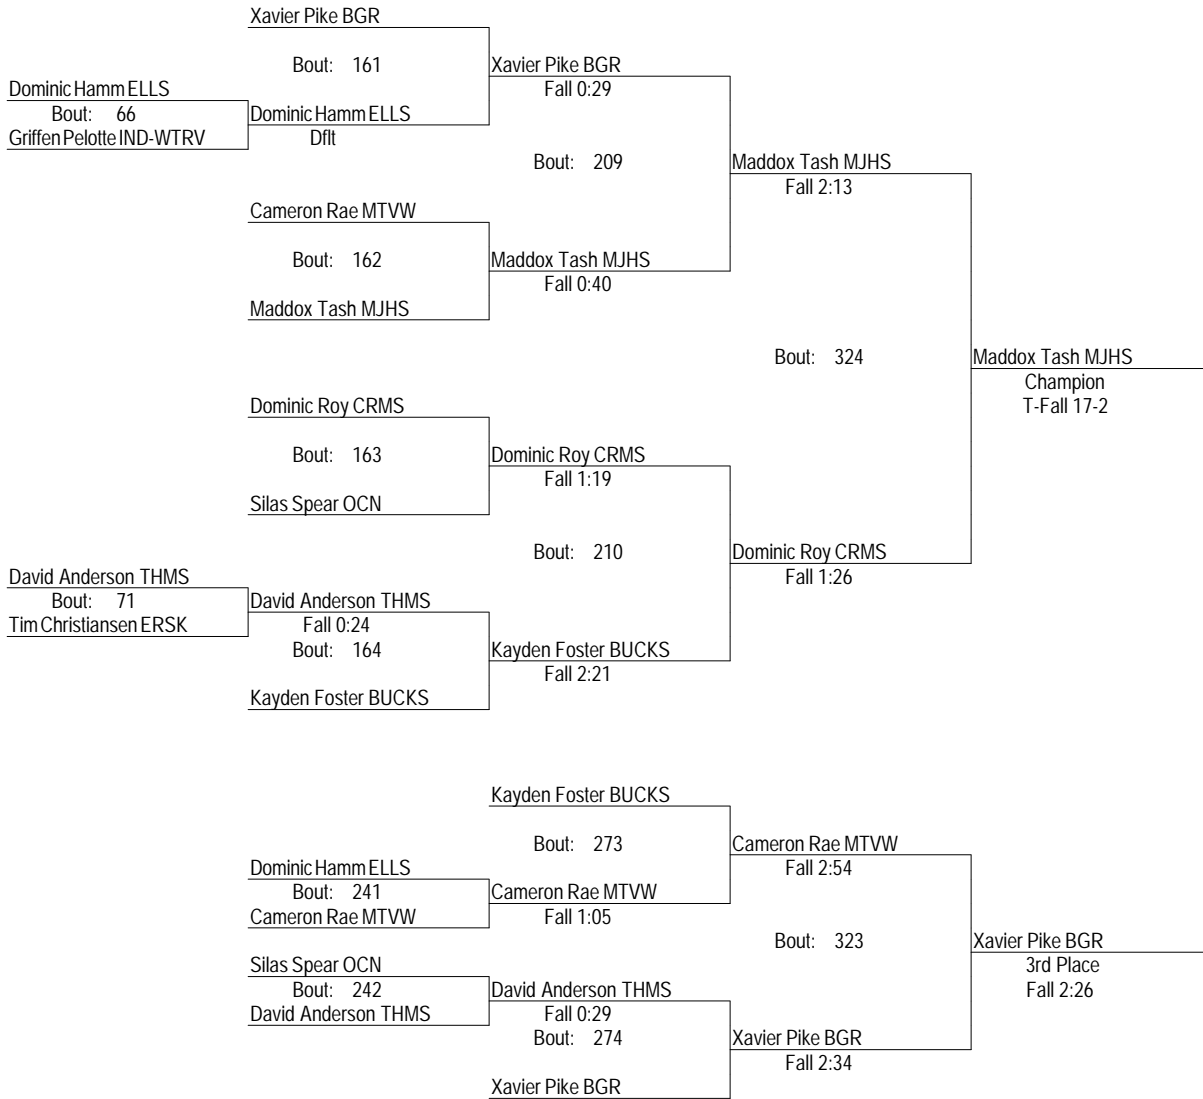 Xavier Pike BGR
Bout: 161
Xavier Pike BGR
Dominic Hamm ELLS
Fall 0:29
Bout: 66
Dominic Hamm ELLS
Griffen Pelotte IND-WTRV
Dflt
Bout: 209
Maddox Tash MJHS
Fall 2:13
Cameron Rae MTVW
Bout: 162
Maddox Tash MJHS
Fall 0:40
Maddox Tash MJHS
Bout: 324
Maddox Tash MJHS
Champion
T-Fall 17-2
Dominic Roy CRMS
Bout: 163
Dominic Roy CRMS
Fall 1:19
Silas Spear OCN
Bout: 210
Dominic Roy CRMS
Fall 1:26
David Anderson THMS
Bout: 71
David Anderson THMS
Tim Christiansen ERSK
Fall 0:24
Bout: 164
Kayden Foster BUCKS
Fall 2:21
Kayden Foster BUCKS
Kayden Foster BUCKS
Bout: 273
Cameron Rae MTVW
Fall 2:54
Dominic Hamm ELLS
Bout: 241
Cameron Rae MTVW
Cameron Rae MTVW
Fall 1:05
Bout: 323
Xavier Pike BGR
3rd Place
Fall 2:26
Silas Spear OCN
Bout: 242
David Anderson THMS
David Anderson THMS
Fall 0:29
Bout: 274
Xavier Pike BGR
Fall 2:34
Xavier Pike BGR